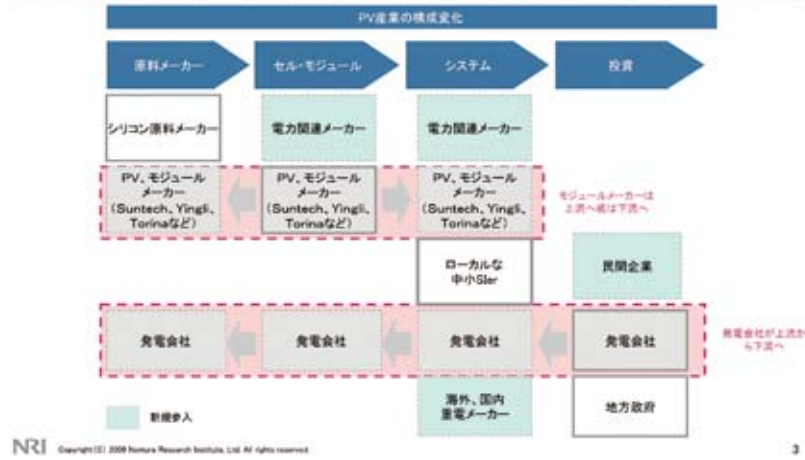 PV産業の構成変化
原料メーカー
セル・モジュール
システム
投資
シリコン原料メーカー
電力関連メーカー
電力関連メーカー
PV、モジュール
メーカー
(Suntech、Yingli、
Torinaなど)
PV、モジュール
メーカー
(Suntech、Yingli、
Torinaなど)
PV、モジュール
メーカー
(Suntech、Yingli、
Torinaなど)
モジュールメーカーは
上流へ或は下流へ
ローカルな
中小SIer
民間企業
発電会社
発電会社
発電会社
発電会社
発電会社が上流か
ら下流へ
海外、国内
重電メーカー
地方政府
新規参入
NRI
Copyright (C) 2009 Nomura Research Institute, Ltd. All rights reserved.
3